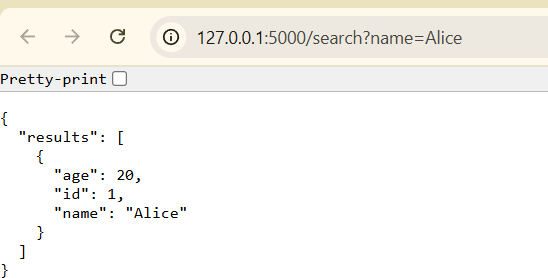 127.0.0.1:5000/search?name=Alice
Pretty-print
{
  "results": [
    {
      "age": 20,
      "id": 1,
      "name": "Alice"
    }
  ]
}